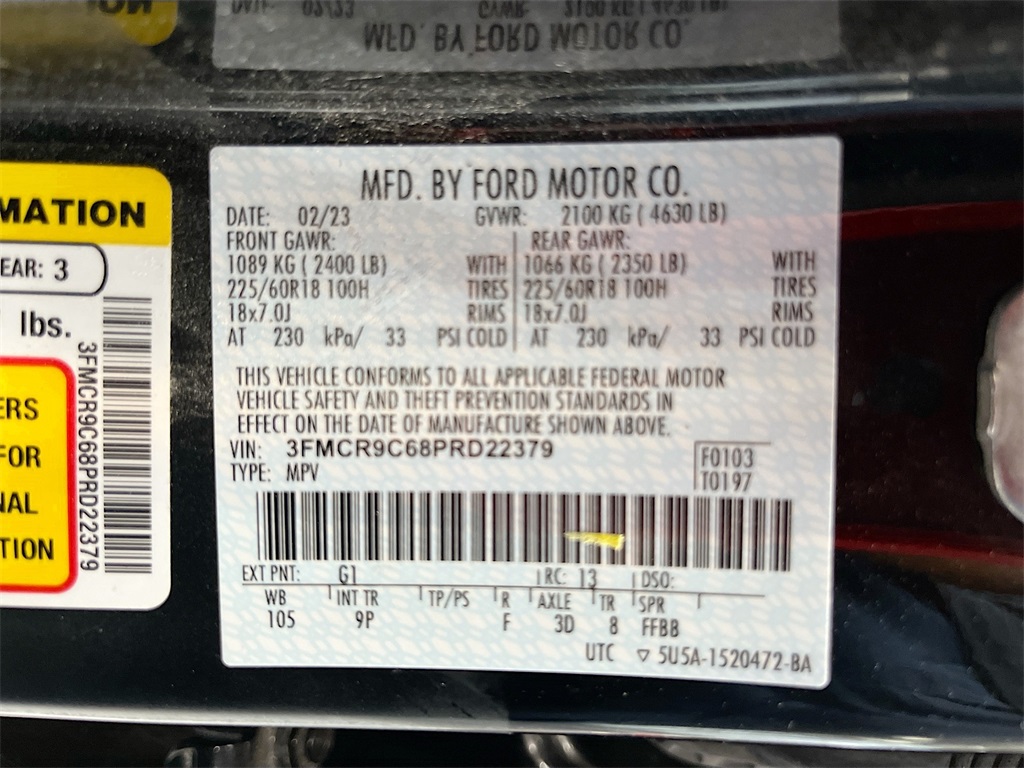 MFD. BY FORD MOTOR CO.
MATION
EAR: 3
lbs.
3FMCR9C68PRD22379
ERS
FOR
NAL
TION
MFD. BY FORD MOTOR CO.
DATE: 02/23 GVWR: 2100 KG ( 4630 LB)
FRONT GAWR: REAR GAWR:
1089 KG ( 2400 LB) WITH 1066 KG ( 2350 LB) WITH
225/60R18 100H TIRES 225/60R18 100H TIRES
18x7.0J RIMS 18x7.0J RIMS
AT 230 kPa/ 33 PSI COLD AT 230 kPa/ 33 PSI COLD
THIS VEHICLE CONFORMS TO ALL APPLICABLE FEDERAL MOTOR
VEHICLE SAFETY AND THEFT PREVENTION STANDARDS IN
EFFECT ON THE DATE OF MANUFACTURE SHOWN ABOVE.
VIN: 3FMCR9C68PRD22379
F0103
TYPE: MPV
T0197
EXT PNT: G1 RC: 13 DSO:
WB INT TR TP/PS R AXLE TR SPR
105 9P F 3D 8 FFBB
UTC ▽ 5U5A-1520472-BA